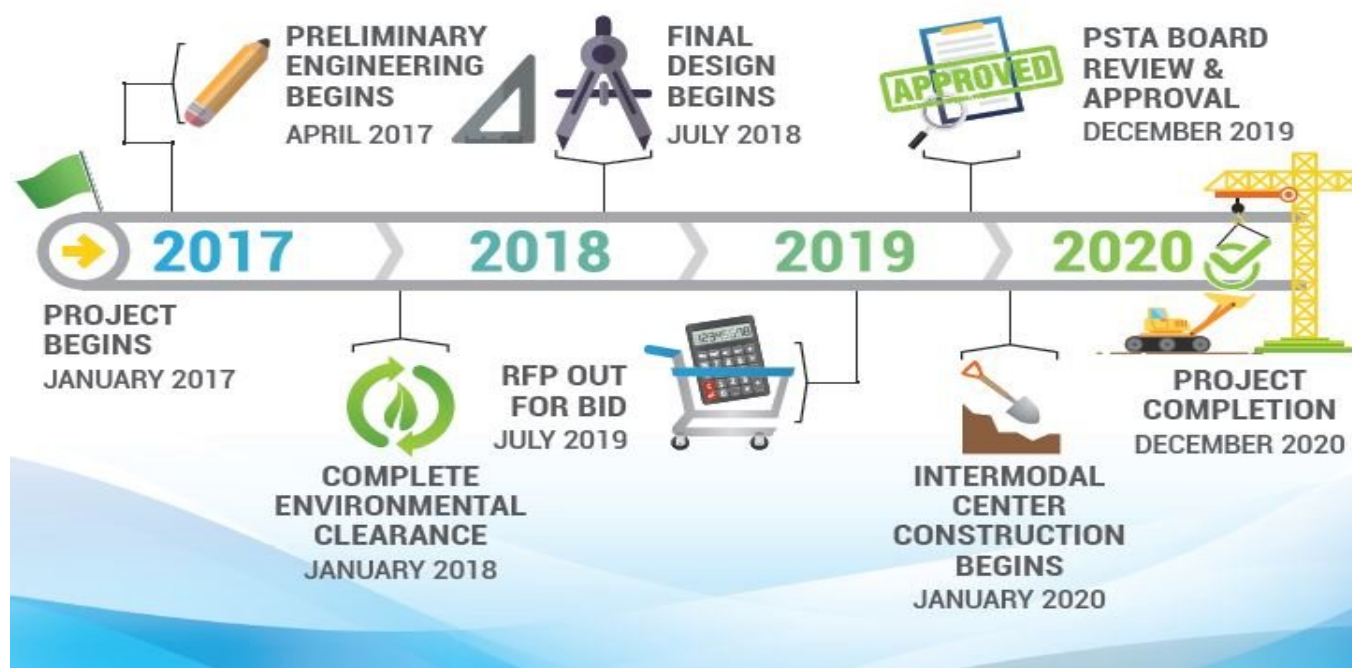 PRELIMINARY
ENGINEERING
BEGINS
APRIL 2017
FINAL
DESIGN
BEGINS
JULY 2018
APPROVED
PSTA BOARD
REVIEW &
APPROVAL
DECEMBER 2019
2017
2018
2019
2020
PROJECT
BEGINS
JANUARY 2017
COMPLETE
ENVIRONMENTAL
CLEARANCE
JANUARY 2018
RFP OUT
FOR BID
JULY 2019
INTERMODAL
CENTER
CONSTRUCTION
BEGINS
JANUARY 2020
PROJECT
COMPLETION
DECEMBER 2020